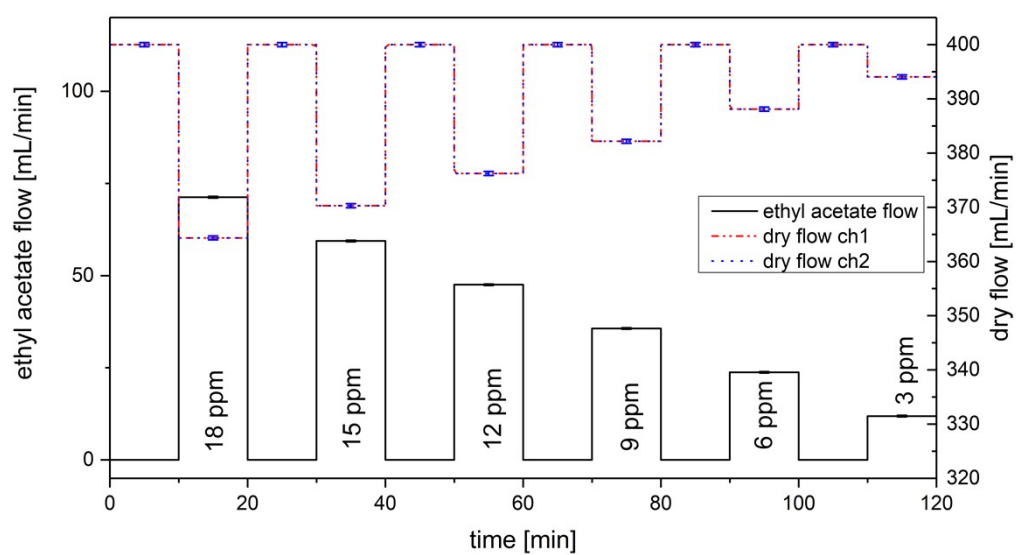 ethyl acetate flow [mL/min]
100
50
0
400
390
380
370
360
350
340
330
320
dry flow [mL/min]
ethyl acetate flow
dry flow ch1
dry flow ch2
18 ppm
15 ppm
12 ppm
9 ppm
6 ppm
3 ppm
0
20
40
60
80
100
120
time [min]